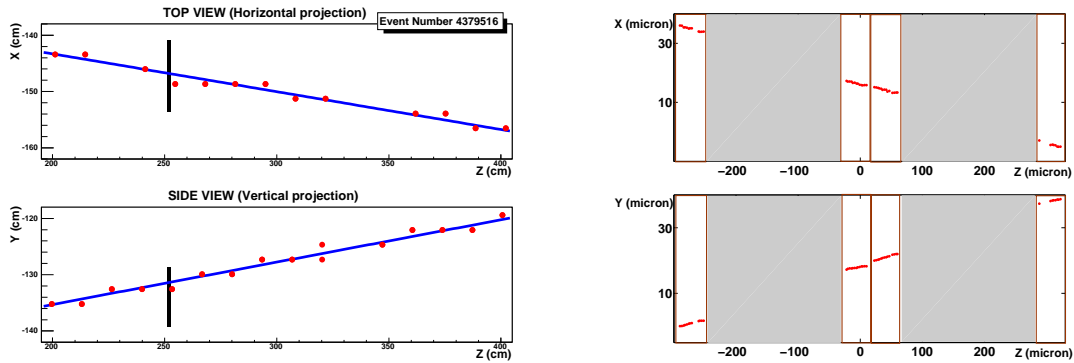 TOP VIEW (Horizontal projection)
Event Number 4379516
X (cm)
-140
-150
-160
200
250
300
350
400
Z (cm)
SIDE VIEW (Vertical projection)
Y (cm)
-120
-130
-140
200
250
300
350
400
Z (cm)
X (micron)
30
10
−200
−100
0
100
200
Z (micron)
Y (micron)
30
10
−200
−100
0
100
200
Z (micron)